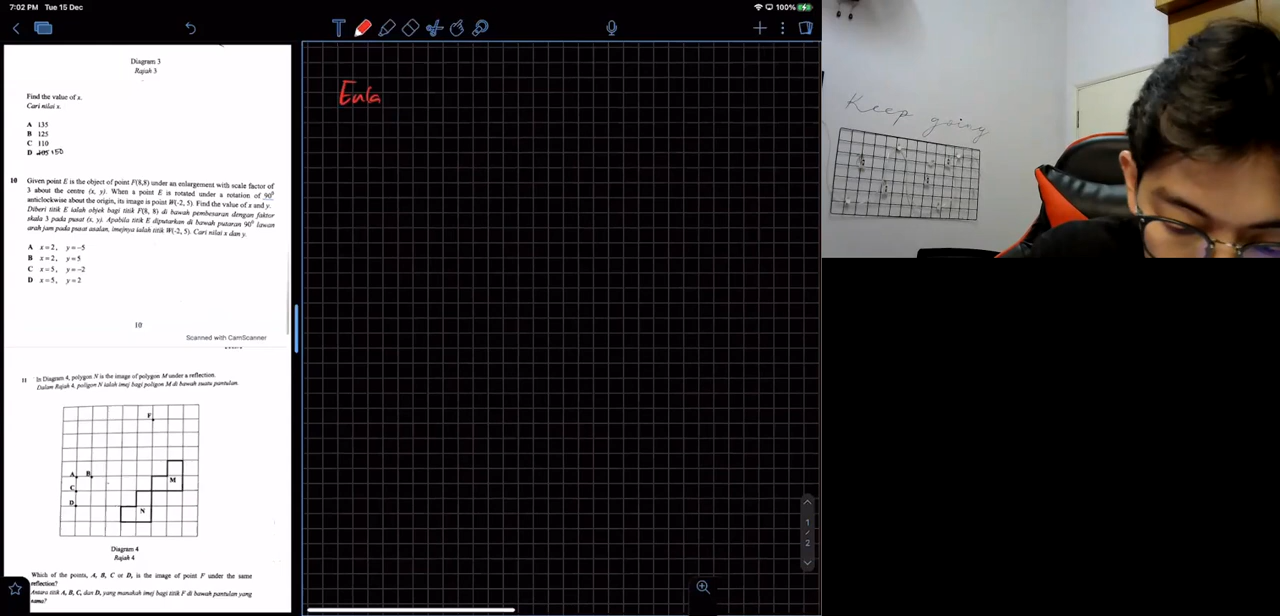 7:02 PM Tue 15 Dec
100%
Diagram 3
Rajah 3
Find the value of x.
Cari nilai x.
A 135
B 125
C 110
D 105 150
10 Given point E is the object of point F(8,8) under an enlargement with scale factor of
3 about the centre (x, y). When a point E is rotated under a rotation of 90⁰
anticlockwise about the origin, its image is point W(-2, 5). Find the value of x and y.
Diberi titik E ialah objek bagi titik F(8, 8) di bawah pembesaran dengan faktor
skala 3 pada pusat (x, y). Apabila titik E diputarkan di bawah putaran 90⁰ lawan
arah jam pada pusat asalan, imejnya ialah titik W(-2, 5). Cari nilai x dan y.
A x=2, y=-5
B x=2, y=5
C x=5, y=-2
D x=5, y=2
10
Scanned with CamScanner
11 In Diagram 4, polygon N is the image of polygon M under a reflection.
Dalam Rajah 4, poligon N ialah imej bagi poligon M di bawah suatu pantulan.
F
A B
M
C
D
N
Diagram 4
Rajah 4
Which of the points, A, B, C or D, is the image of point F under the same
reflection?
Antara titik A, B, C, dan D, yang manakah imej bagi titik F di bawah pantulan yang
sama?
T
Enla
1
/
2
Keep going